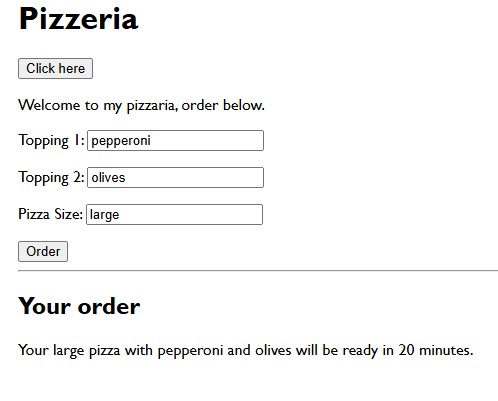 Pizzeria
Click here
Welcome to my pizzaria, order below.
Topping 1: pepperoni
Topping 2: olives
Pizza Size: large
Order
Your order
Your large pizza with pepperoni and olives will be ready in 20 minutes.